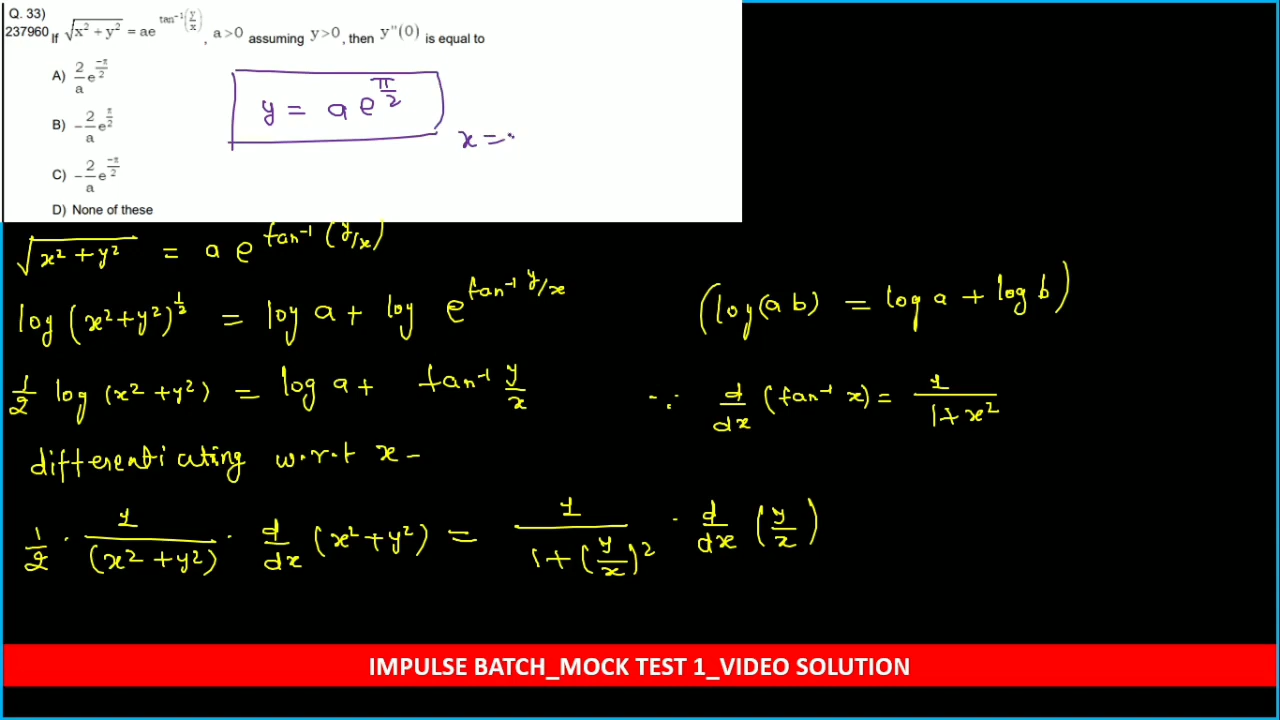 Q. 33)
237960 If √(x² + y²) = ae^(tan⁻¹(y/x)), a > 0 assuming y > 0, then y"(0) is equal to
A) 2/a e^(-π/2)
B) -2/a e^(π/2)
C) -2/a e^(-π/2)
D) None of these
y = a e^(π/2)
x =
√(x² + y²) = a e^(tan⁻¹(y/x))
log (x² + y²)^(1/2) = log a + log e^(tan⁻¹ y/x)
(log(a b) = log a + log b)
1/2 log (x² + y²) = log a + tan⁻¹ y/x
∵ d/dx (tan⁻¹ x) = 1/(1 + x²)
differenticating w.r.t x –
1/2 · 1/(x² + y²) · d/dx (x² + y²) = 1/(1 + (y/x)²) · d/dx (y/x)
IMPULSE BATCH_MOCK TEST 1_VIDEO SOLUTION